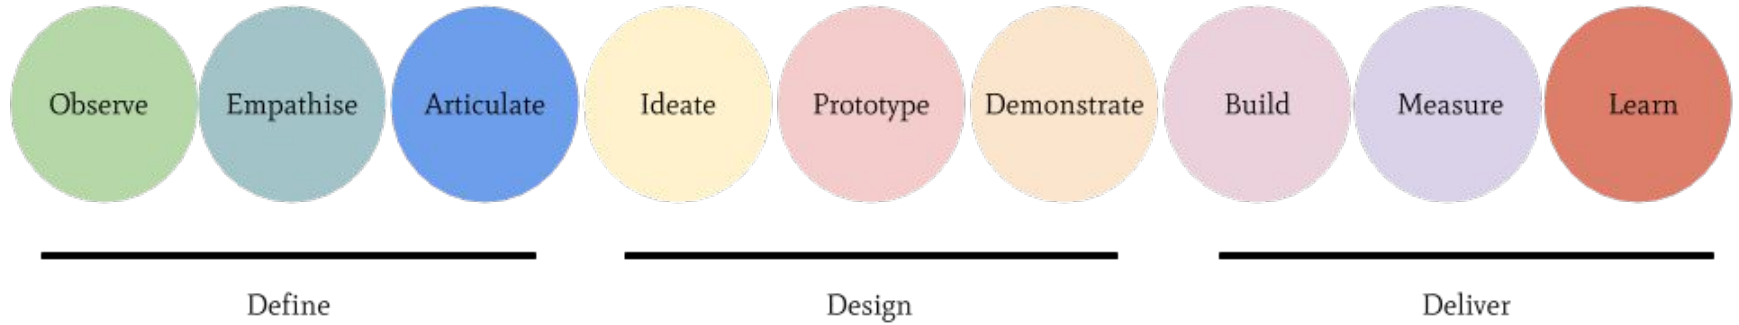 Observe Empathise Articulate Ideate Prototype Demonstrate Build Measure Learn
Define Design Deliver